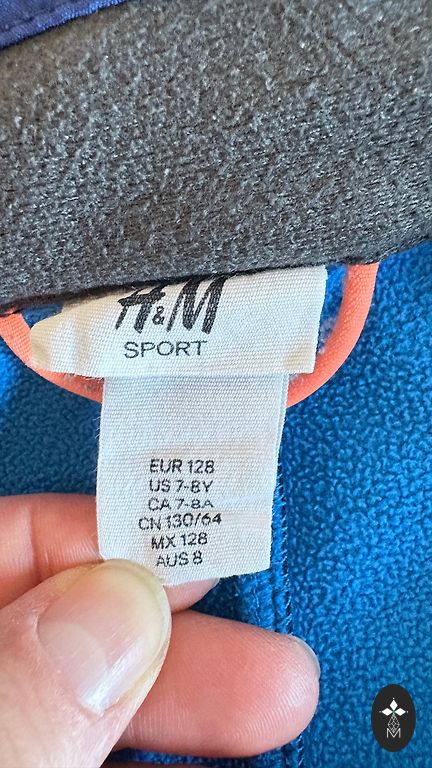 H&M
SPORT
EUR 128
US 7-8Y
CA 7-8A
CN 130/64
MX 128
AUS 8
M